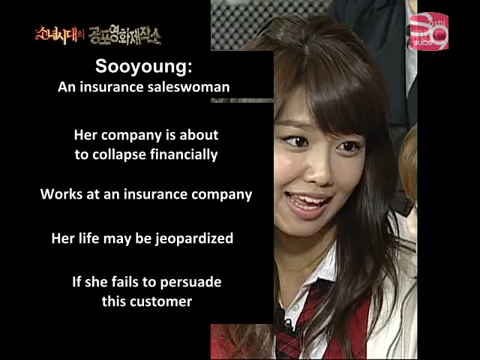 소녀시대의 공포영화제작소
Sooyoung:
An insurance saleswoman
Her company is about
to collapse financially
Works at an insurance company
Her life may be jeopardized
If she fails to persuade
this customer